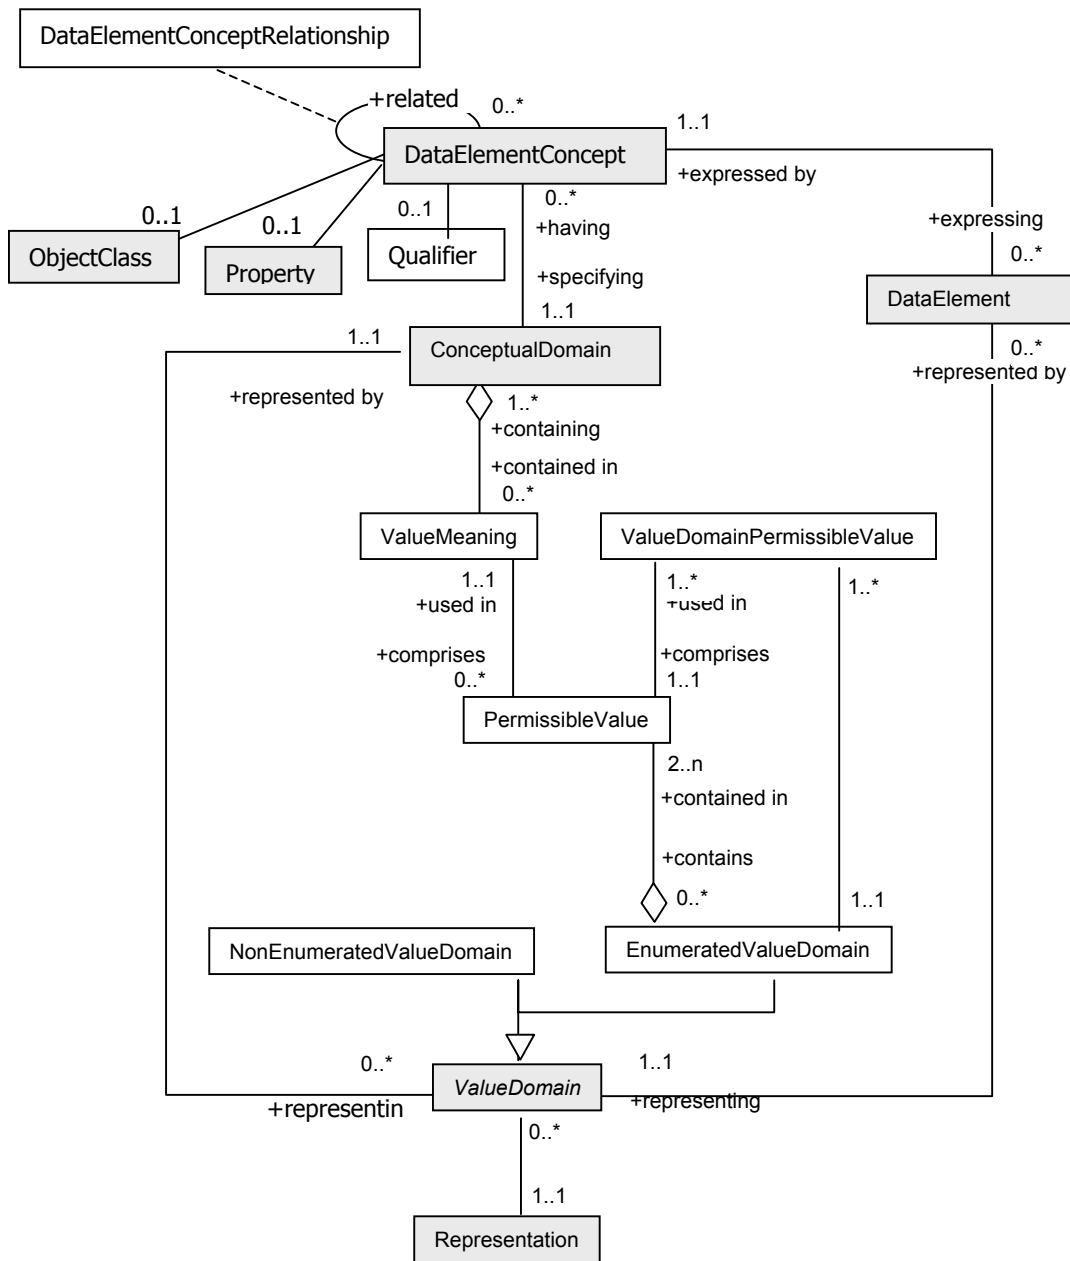 DataElementConceptRelationship
+related
0..*
1..1
DataElementConcept
+expressed by
0..1
0..1
0..1
0..*
+having
+expressing
ObjectClass
Property
Qualifier
+specifying
0..*
DataElement
1..1
1..1
ConceptualDomain
0..*
+represented by
+represented by
1..*
+containing
+contained in
0..*
ValueMeaning
ValueDomainPermissibleValue
1..1
1..*
1..*
+used in
+used in
+comprises
+comprises
0..*
1..1
PermissibleValue
2..n
+contained in
+contains
0..*
1..1
NonEnumeratedValueDomain
EnumeratedValueDomain
0..*
1..1
ValueDomain
+representin
+representing
0..*
1..1
Representation